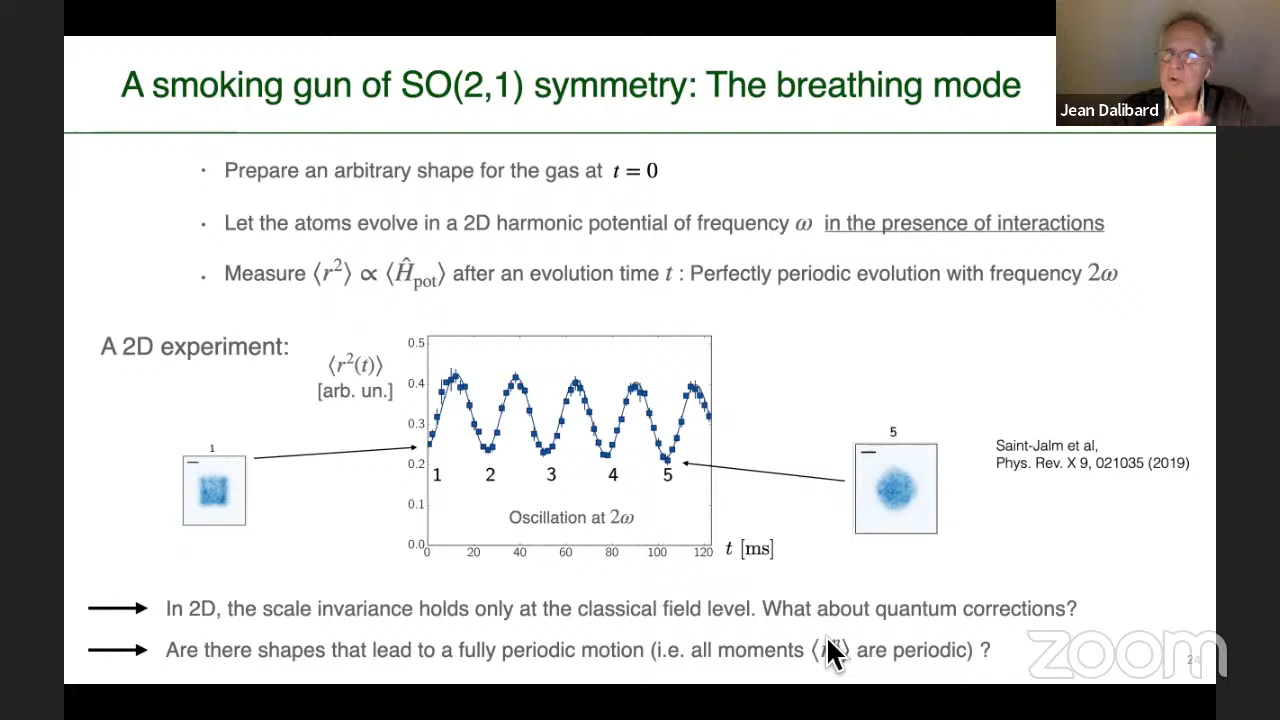 A smoking gun of SO(2,1) symmetry: The breathing mode
Jean Dalibard
· Prepare an arbitrary shape for the gas at t = 0
· Let the atoms evolve in a 2D harmonic potential of frequency ω in the presence of interactions
· Measure ⟨r²⟩ ∝ ⟨Ĥpot⟩ after an evolution time t : Perfectly periodic evolution with frequency 2ω
A 2D experiment:
⟨r²(t)⟩
[arb. un.]
0.5
0.4
0.3
0.2
0.1
0.0
1 2 3 4 5
Oscillation at 2ω
0 20 40 60 80 100 120
t [ms]
1
5
Saint-Jalm et al,
Phys. Rev. X 9, 021035 (2019)
In 2D, the scale invariance holds only at the classical field level. What about quantum corrections?
Are there shapes that lead to a fully periodic motion (i.e. all moments ⟨ ⟩ are periodic) ?
zoom
24